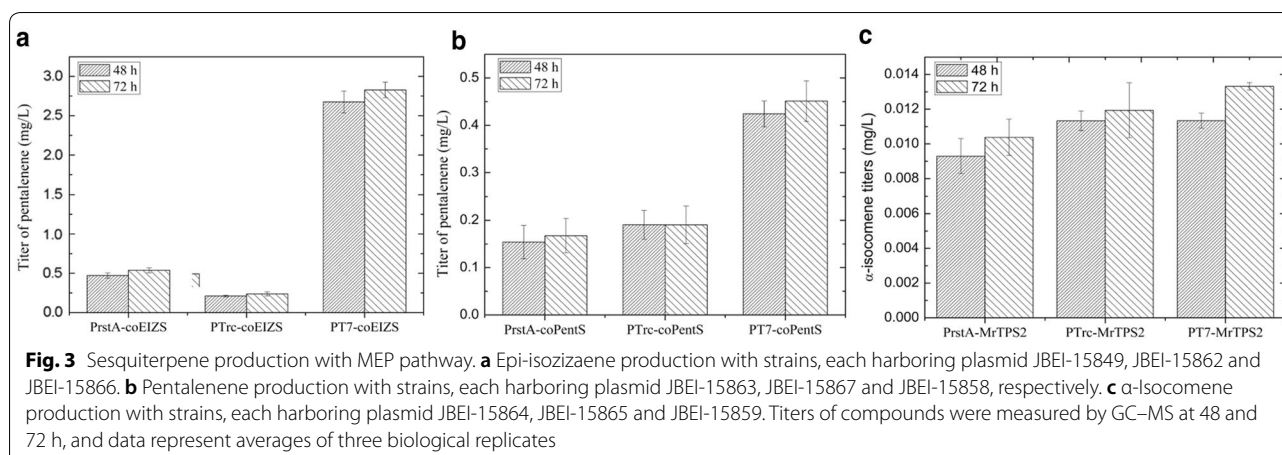 a
48 h
72 h
Titer of pentalenene (mg/L)
3.0
2.5
2.0
1.5
1.0
0.5
0.0
PrstA-coEIZS
PTrc-coEIZS
PT7-coEIZS
b
48 h
72 h
Titer of pentalenene (mg/L)
0.5
0.4
0.3
0.2
0.1
0.0
PrstA-coPentS
PTrc-coPentS
PT7-coPentS
c
48 h
72 h
α-isocomene titers (mg/L)
0.014
0.012
0.010
0.008
0.006
0.004
0.002
0.000
PrstA-MrTPS2
PTrc-MrTPS2
PT7-MrTPS2
Fig. 3 Sesquiterpene production with MEP pathway. a Epi-isozizaene production with strains, each harboring plasmid JBEI-15849, JBEI-15862 and
JBEI-15866. b Pentalenene production with strains, each harboring plasmid JBEI-15863, JBEI-15867 and JBEI-15858, respectively. c α-Isocomene
production with strains, each harboring plasmid JBEI-15864, JBEI-15865 and JBEI-15859. Titers of compounds were measured by GC–MS at 48 and
72 h, and data represent averages of three biological replicates